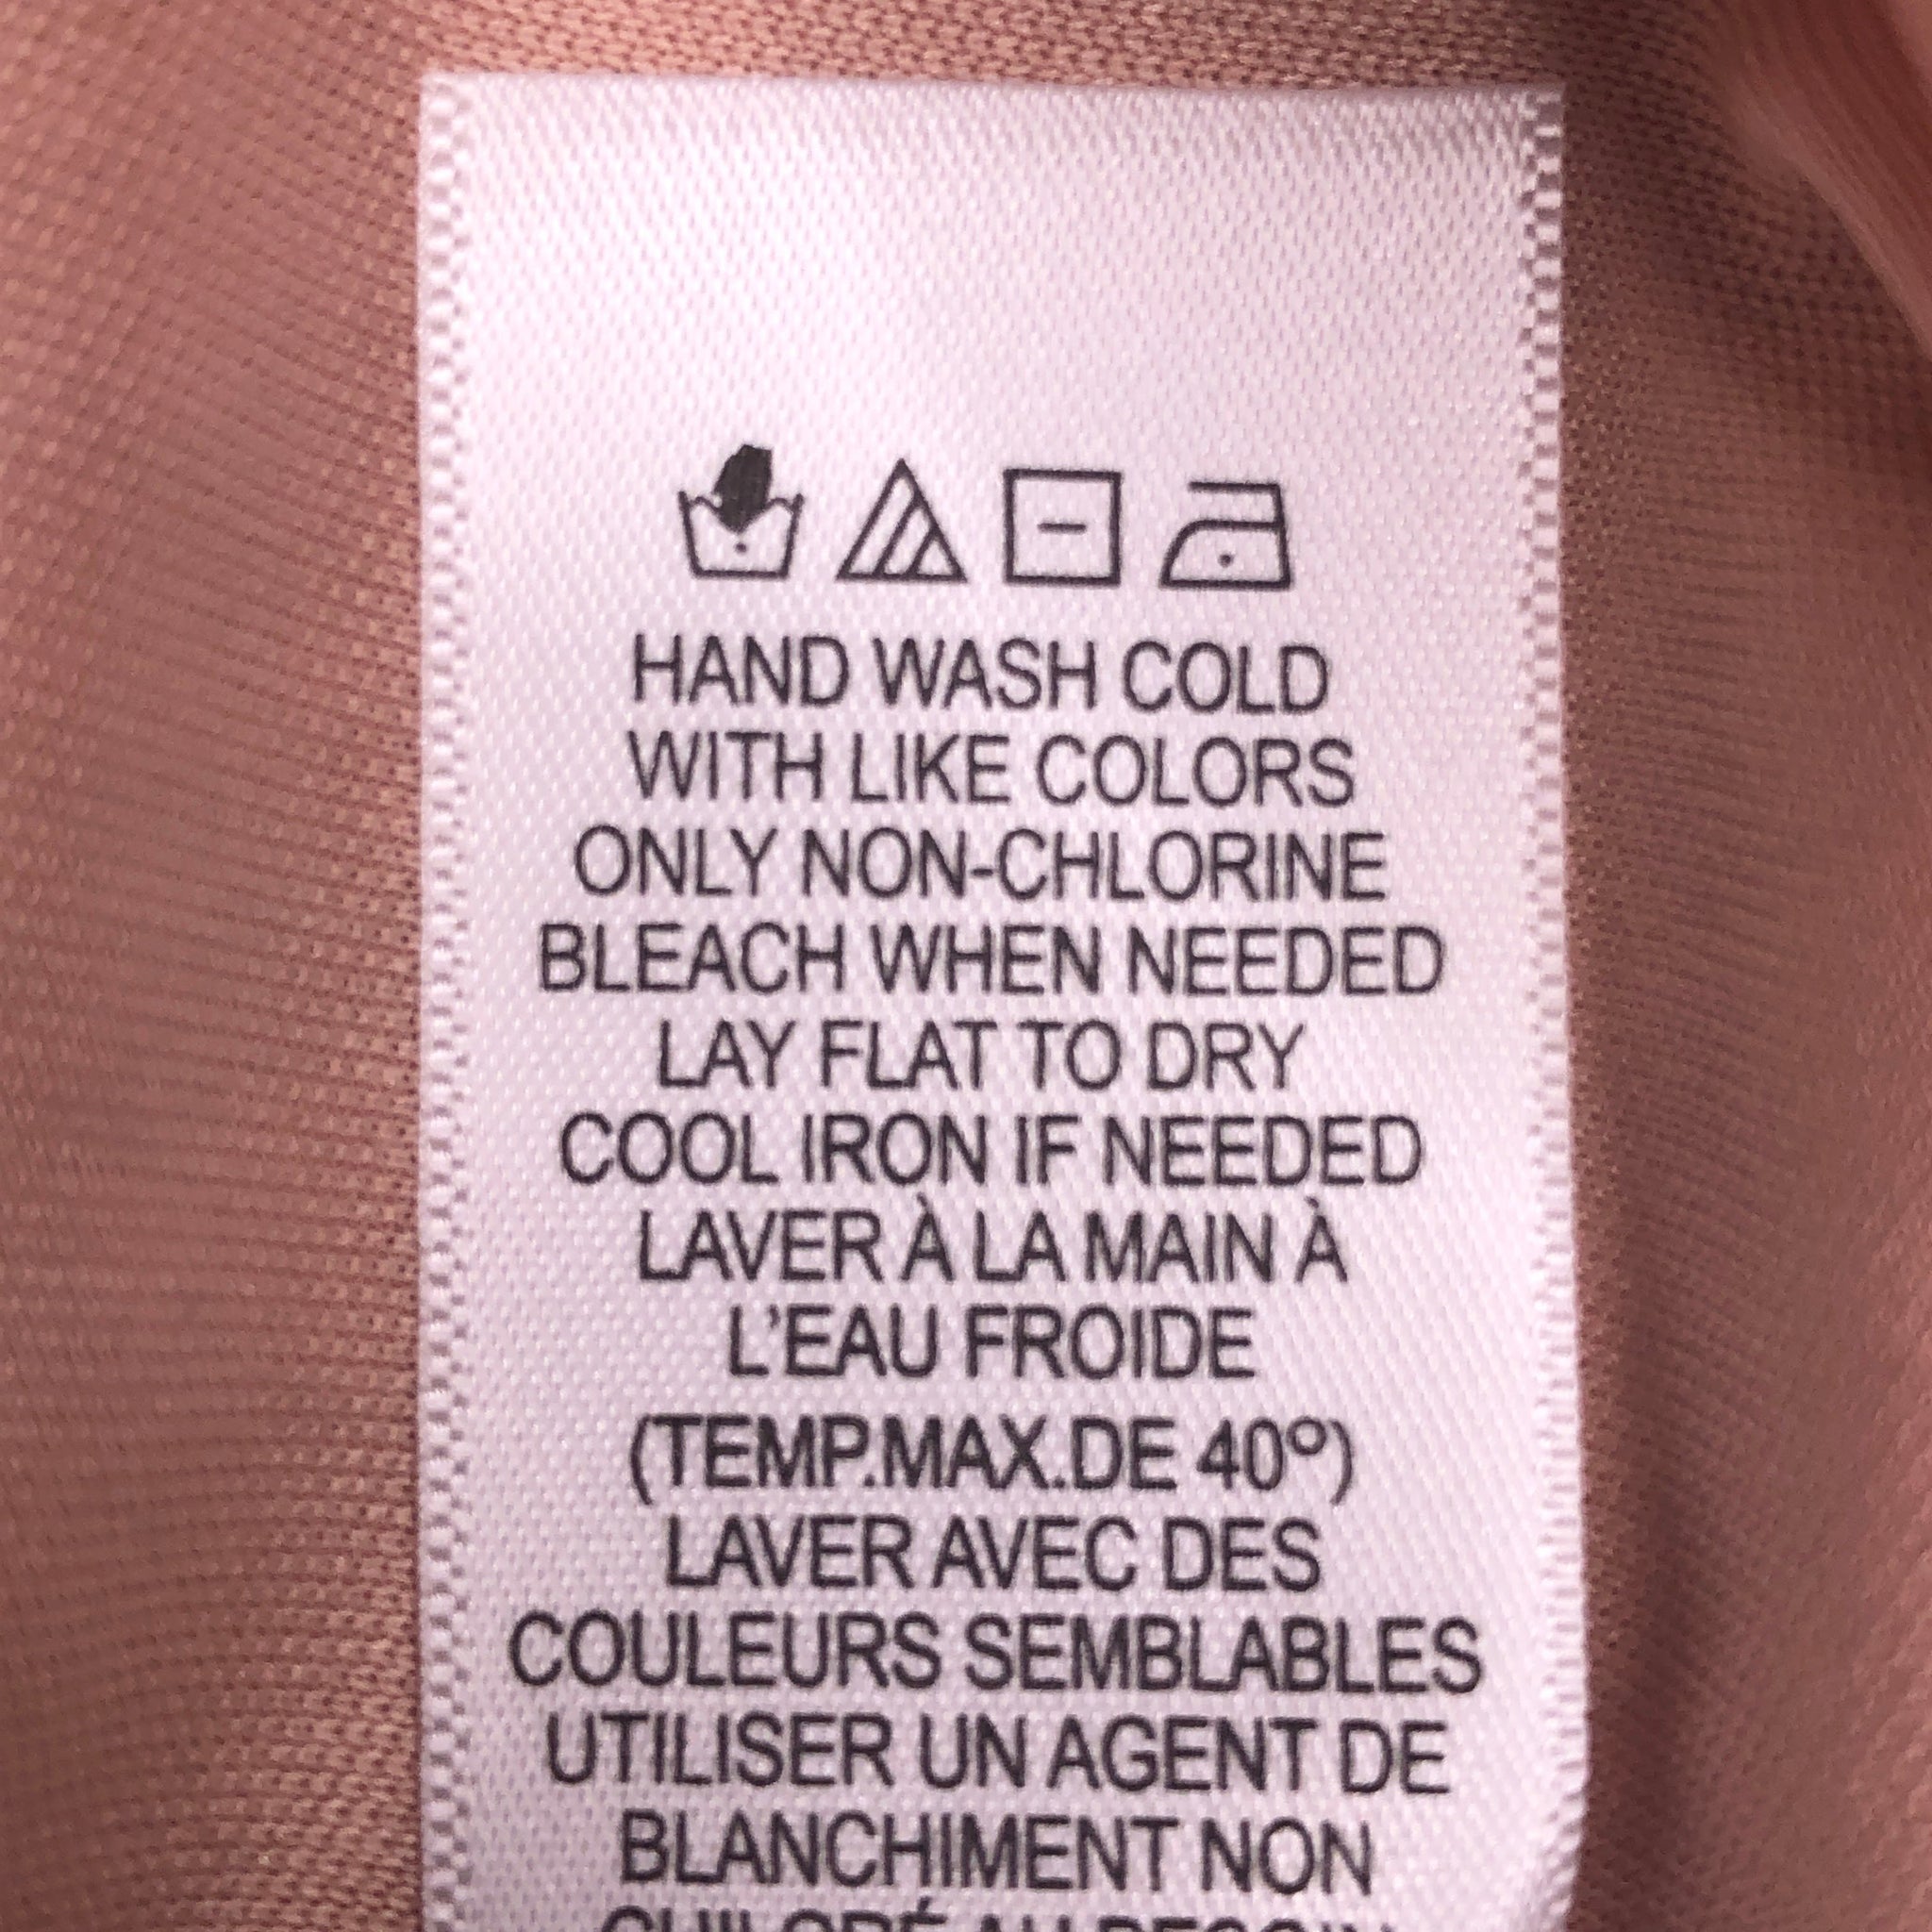 HAND WASH COLD
WITH LIKE COLORS
ONLY NON-CHLORINE
BLEACH WHEN NEEDED
LAY FLAT TO DRY
COOL IRON IF NEEDED
LAVER À LA MAIN À
L'EAU FROIDE
(TEMP.MAX.DE 40º)
LAVER AVEC DES
COULEURS SEMBLABLES
UTILISER UN AGENT DE
BLANCHIMENT NON